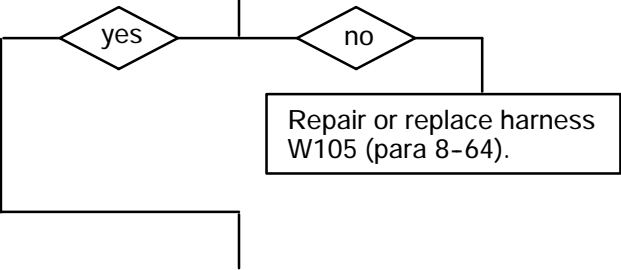 yes
no
Repair or replace harness
W105 (para 8-64).